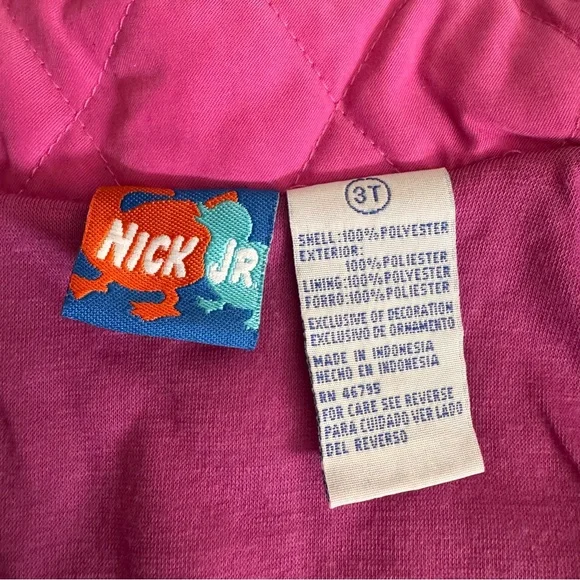 NICK JR
3T
SHELL:100%POLYESTER
EXTERIOR:
100%POLIESTER
LINING:100%POLYESTER
FORRO:100%POLIESTER
EXCLUSIVE OF DECORATION
EXCLUSIVO DE ORNAMENTO
MADE IN INDONESIA
HECHO EN INDONESIA
RN 46795
FOR CARE SEE REVERSE
PARA CUIDADO VER LADO
DEL REVERSO